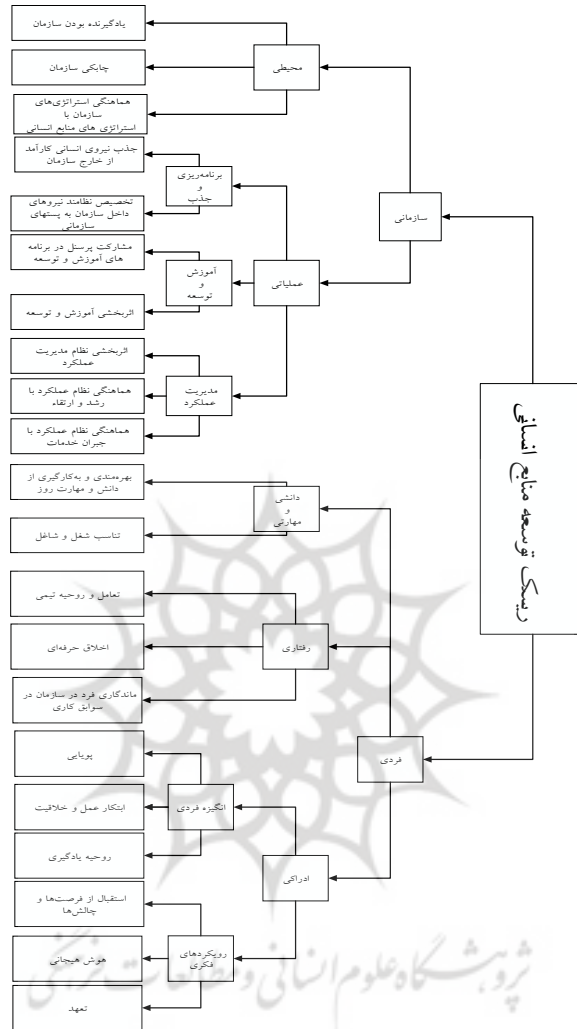 ریسک توسعه منابع انسانی
سازمانی
محیطی
یادگیرنده بودن سازمان
چابکی سازمان
هماهنگی استراتژی‌های
سازمان با
استراتژی های منابع انسانی
عملیاتی
برنامه‌ریزی
و
جذب
جذب نیروی انسانی کارآمد
از خارج سازمان
تخصیص نظامند نیروهای
داخل سازمان به پستهای
سازمانی
آموزش
و
توسعه
مشارکت پرسنل در برنامه
های آموزش و توسعه
اثربخشی آموزش و توسعه
مدیریت
عملکرد
اثربخشی نظام مدیریت
عملکرد
هماهنگی نظام عملکرد با
رشد و ارتقاء
هماهنگی نظام عملکرد با
جبران خدمات
فردی
دانشی
و
مهارتی
بهره‌مندی و به‌کارگیری از
دانش و مهارت روز
تناسب شغل و شاغل
رفتاری
تعامل و روحیه تیمی
اخلاق حرفه‌ای
ماندگاری فرد در سازمان در
سوابق کاری
ادراکی
انگیزه فردی
پویایی
ابتکار عمل و خلاقیت
روحیه یادگیری
رویکردهای
فکری
استقبال از فرصت‌ها و
چالش‌ها
هوش هیجانی
تعهد
پژوهشگاه علوم انسانی و مطالعات فرهنگی